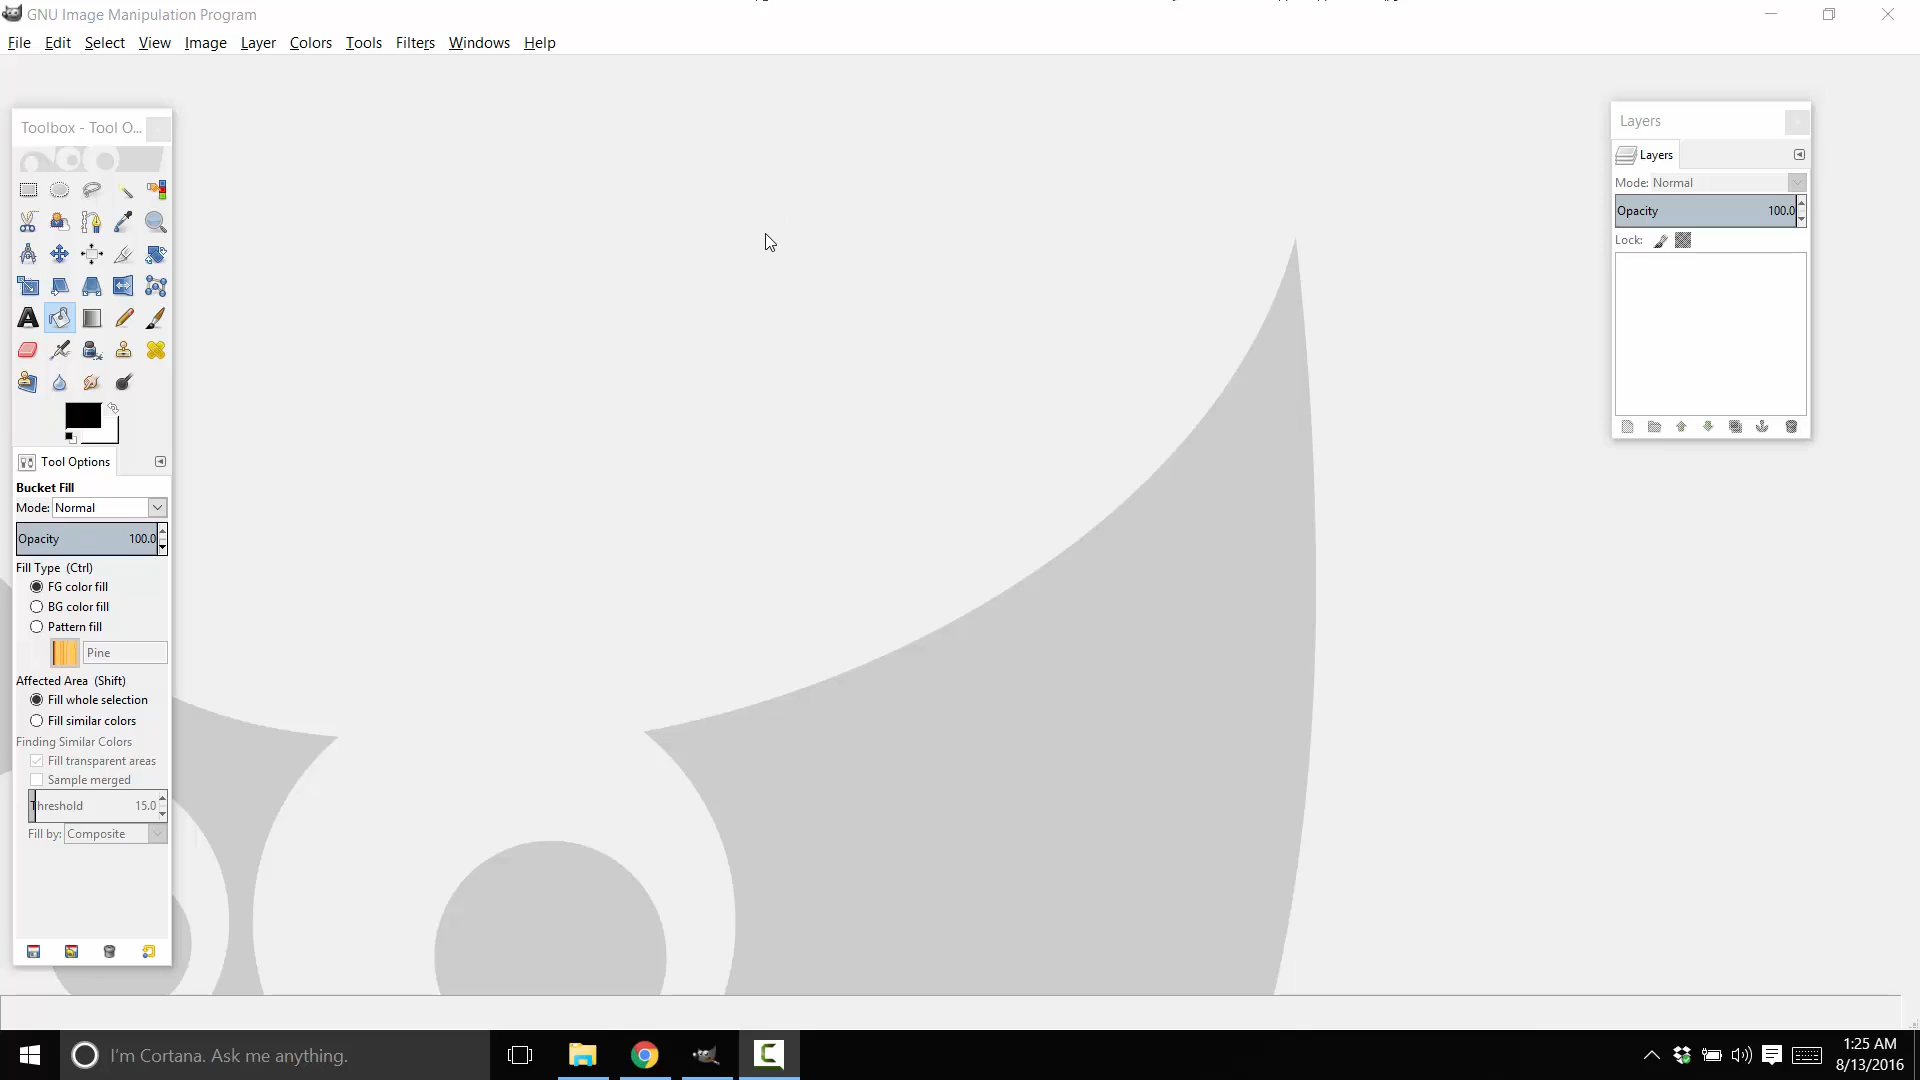 GNU Image Manipulation Program
File Edit Select View Image Layer Colors Tools Filters Windows Help
Toolbox - Tool O...
Layers
Layers
Mode: Normal
Opacity 100.0
Lock:
Tool Options
Bucket Fill
Mode: Normal
Opacity 100.0
Fill Type (Ctrl)
FG color fill
BG color fill
Pattern fill
Pine
Affected Area (Shift)
Fill whole selection
Fill similar colors
Finding Similar Colors
Fill transparent areas
Sample merged
Threshold 15.0
Fill by: Composite
I'm Cortana. Ask me anything.
1:25 AM
8/13/2016